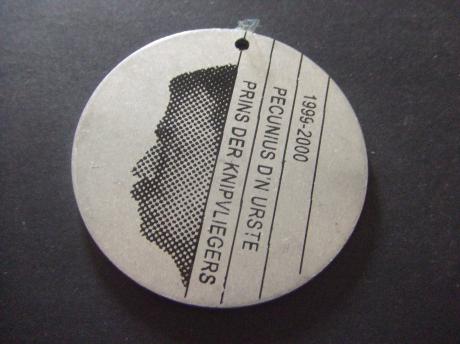 1999-2000
PECUNIUS D'N URSTE
PRINS DER KNIPVLIEGERS